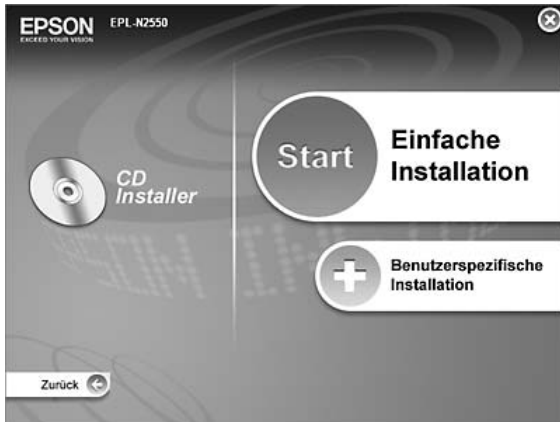 EPSON EPL-N2550
EXCEED YOUR VISION
CD
Installer
Start
Einfache
Installation
Benutzerspezifische
Installation
Zurück